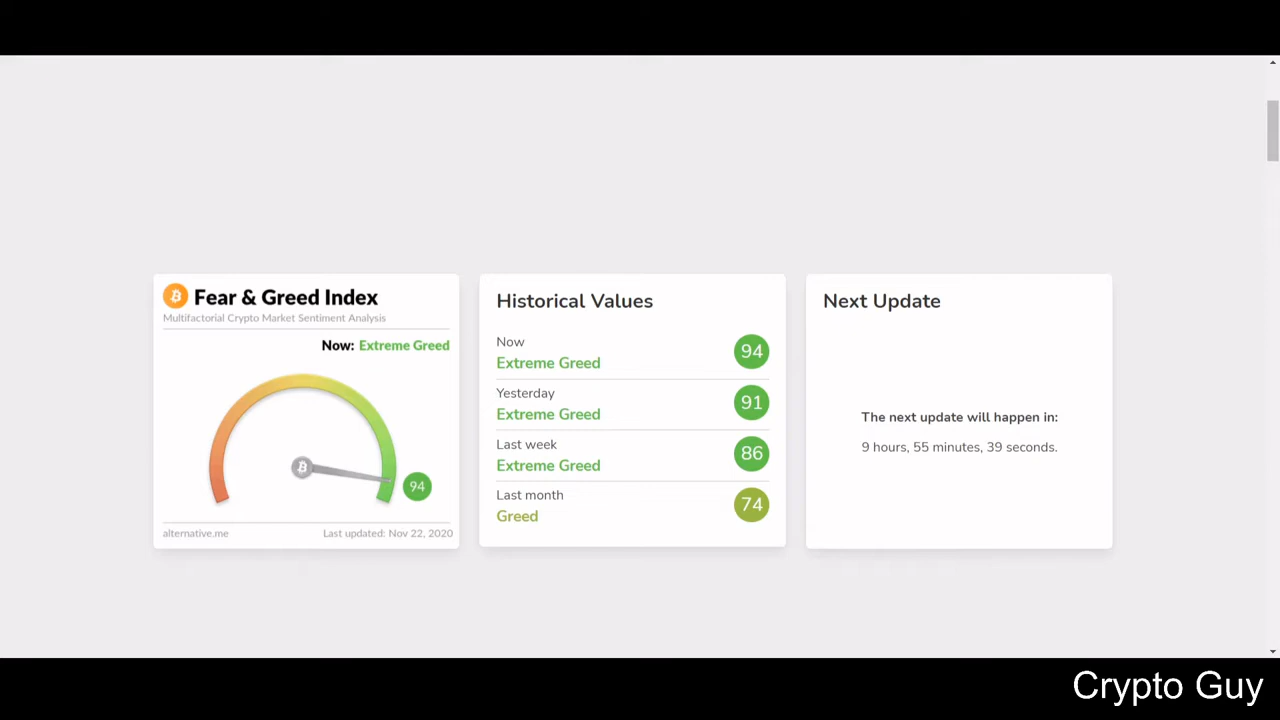 Fear & Greed Index
Multifactorial Crypto Market Sentiment Analysis
Now: Extreme Greed
94
alternative.me
Last updated: Nov 22, 2020
Historical Values
Now
Extreme Greed
94
Yesterday
Extreme Greed
91
Last week
Extreme Greed
86
Last month
Greed
74
Next Update
The next update will happen in:
9 hours, 55 minutes, 39 seconds.
Crypto Guy